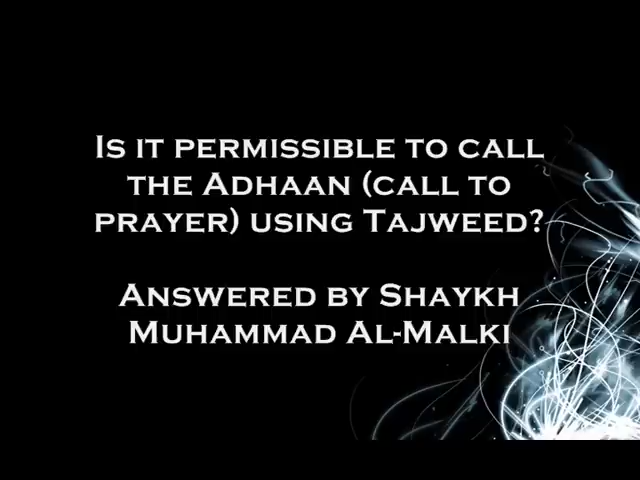 Is it permissible to call
the Adhaan (call to
prayer) using Tajweed?
Answered by Shaykh
Muhammad Al-Malki